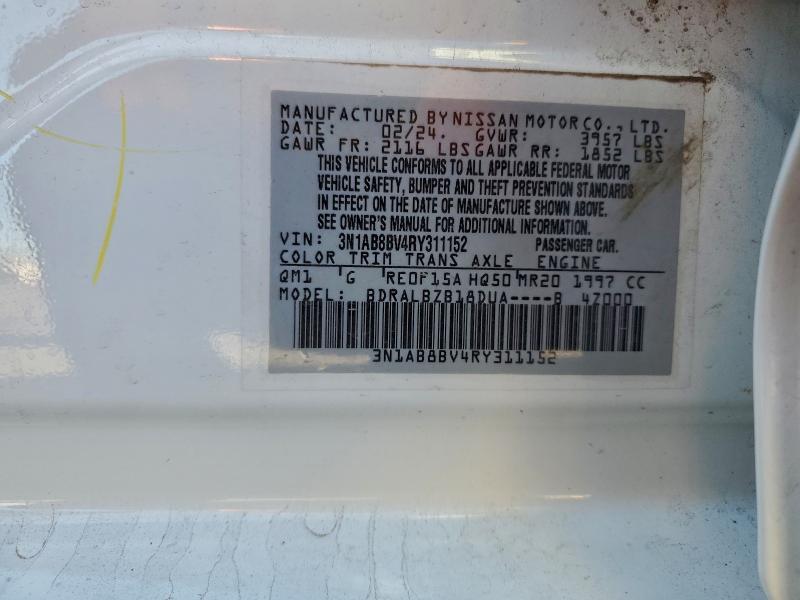 MANUFACTURED BY NISSAN MOTOR CO., LTD.
DATE: 02/24. GVWR: 3957 LBS
GAWR FR: 2116 LBS GAWR RR: 1852 LBS
THIS VEHICLE CONFORMS TO ALL APPLICABLE FEDERAL MOTOR
VEHICLE SAFETY, BUMPER AND THEFT PREVENTION STANDARDS
IN EFFECT ON THE DATE OF MANUFACTURE SHOWN ABOVE.
SEE OWNER'S MANUAL FOR ADDITIONAL INFORMATION.
VIN: 3N1AB8BV4RY311152 PASSENGER CAR.
COLOR TRIM TRANS AXLE ENGINE
QM1 G RE0F15A HQ50 MR20 1997 CC
MODEL: BDRALBZB18DUA----B 4Z000
3N1AB8BV4RY311152